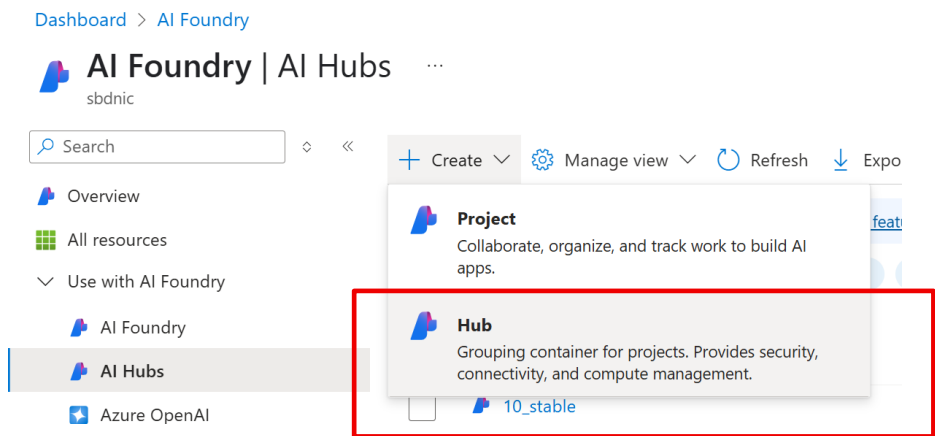 Dashboard > AI Foundry
AI Foundry | AI Hubs ...
sbdnic
Search
Create
Manage view
Refresh
Expo
Overview
All resources
Use with AI Foundry
AI Foundry
AI Hubs
Azure OpenAI
Project
Collaborate, organize, and track work to build AI
apps.
featu
Hub
Grouping container for projects. Provides security,
connectivity, and compute management.
10_stable